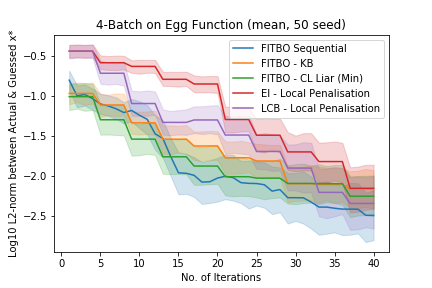 4-Batch on Egg Function (mean, 50 seed)
Log10 L2-norm between Actual & Guessed x*
−0.5
−1.0
−1.5
−2.0
−2.5
FITBO Sequential
FITBO - KB
FITBO - CL Liar (Min)
EI - Local Penalisation
LCB - Local Penalisation
0 5 10 15 20 25 30 35 40
No. of Iterations